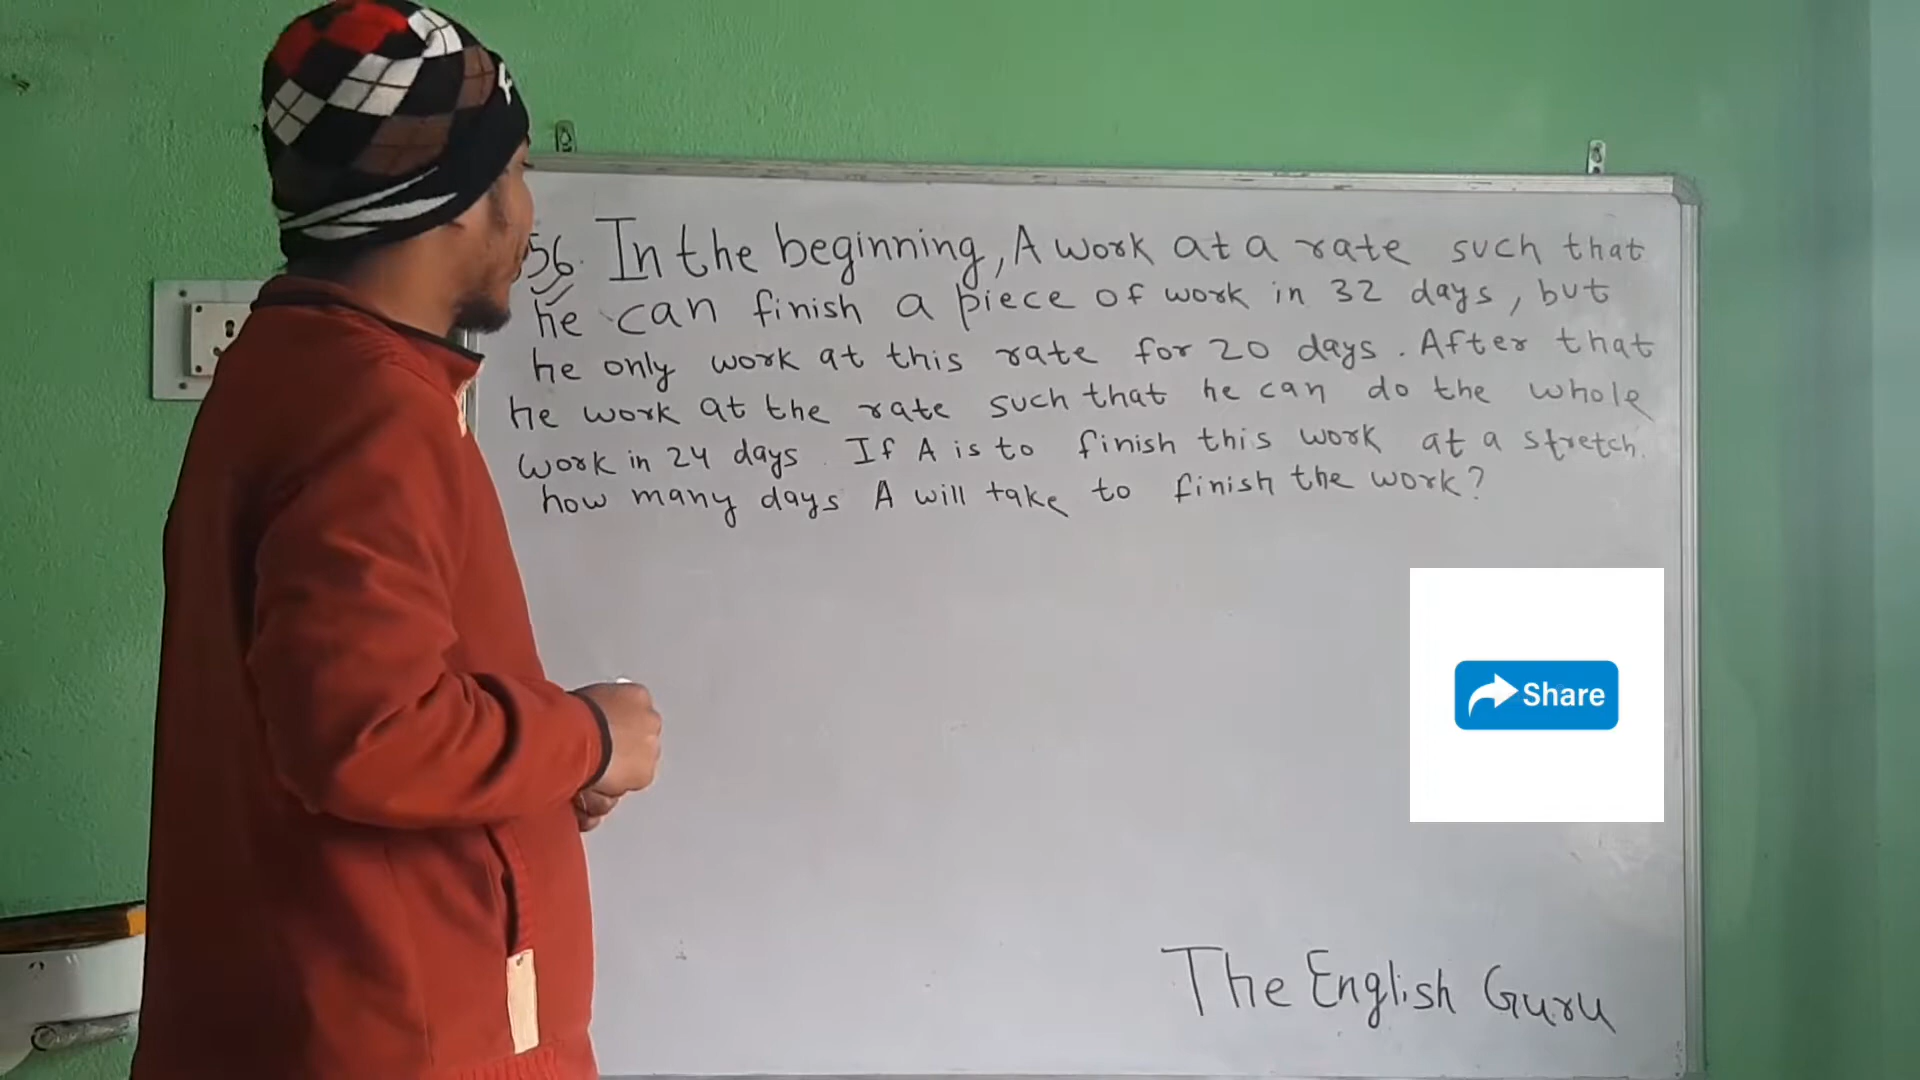 56. In the beginning, A work at a rate such that
he can finish a piece of work in 32 days, but
he only work at this rate for 20 days. After that
he work at the rate such that he can do the whole
work in 24 days. If A is to finish this work at a stretch.
how many days A will take to finish the work?
Share
The English Guru